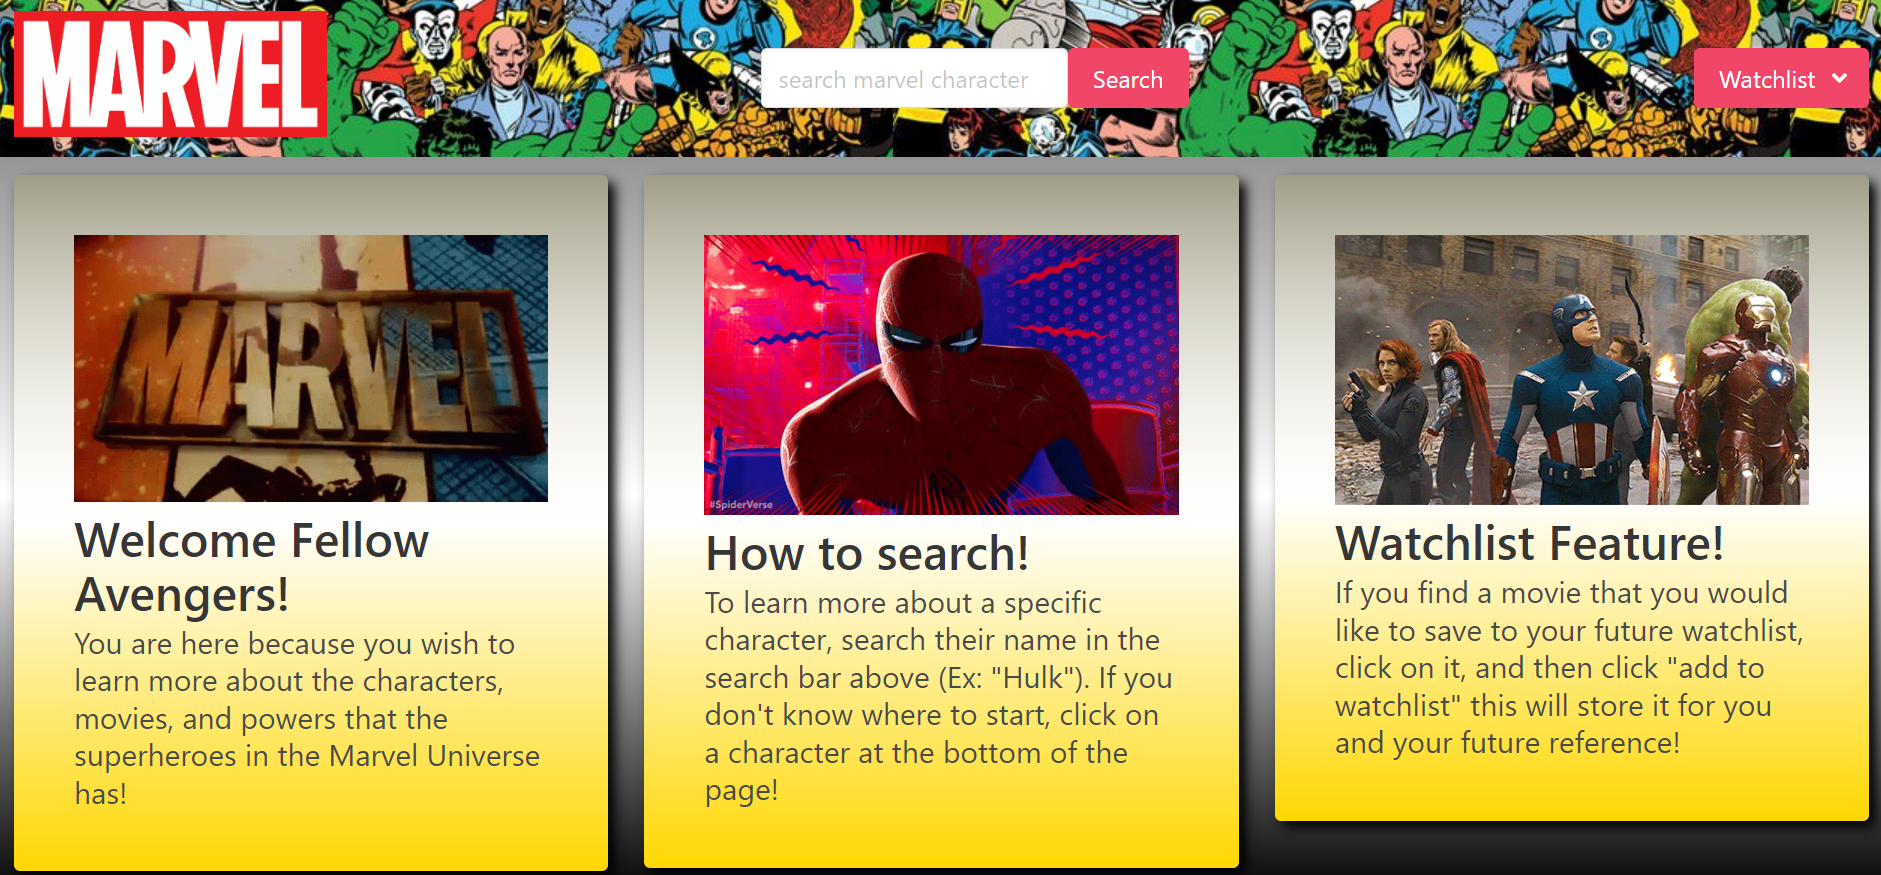 MARVEL
search marvel character
Search
Watchlist
MARVEL
Welcome Fellow
Avengers!
You are here because you wish to
learn more about the characters,
movies, and powers that the
superheroes in the Marvel Universe
has!
#SpiderVerse
How to search!
To learn more about a specific
character, search their name in the
search bar above (Ex: "Hulk"). If you
don't know where to start, click on
a character at the bottom of the
page!
Watchlist Feature!
If you find a movie that you would
like to save to your future watchlist,
click on it, and then click "add to
watchlist" this will store it for you
and your future reference!